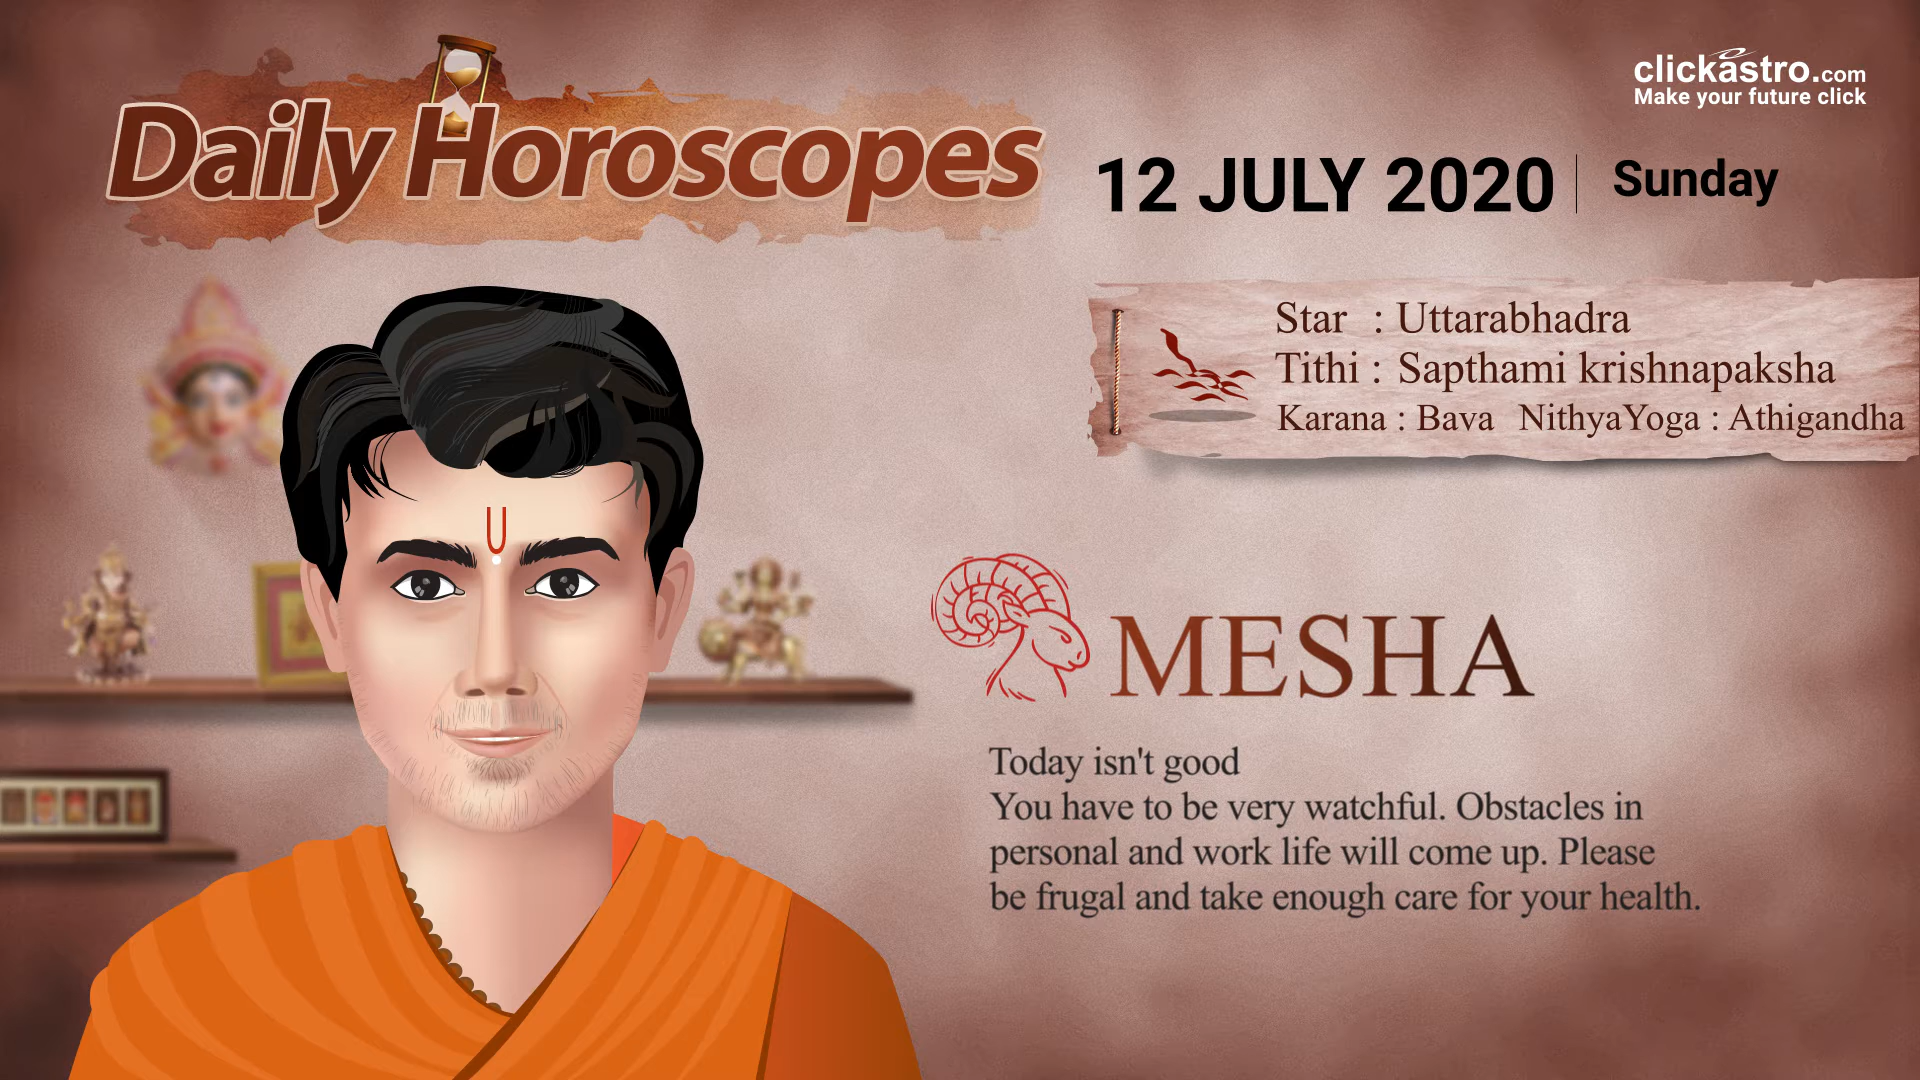 Daily Horoscopes
clickastro.com
Make your future click
12 JULY 2020 Sunday
Star : Uttarabhadra
Tithi : Sapthami krishnapaksha
Karana : Bava NithyaYoga : Athigandha
MESHA
Today isn't good
You have to be very watchful. Obstacles in
personal and work life will come up. Please
be frugal and take enough care for your health.